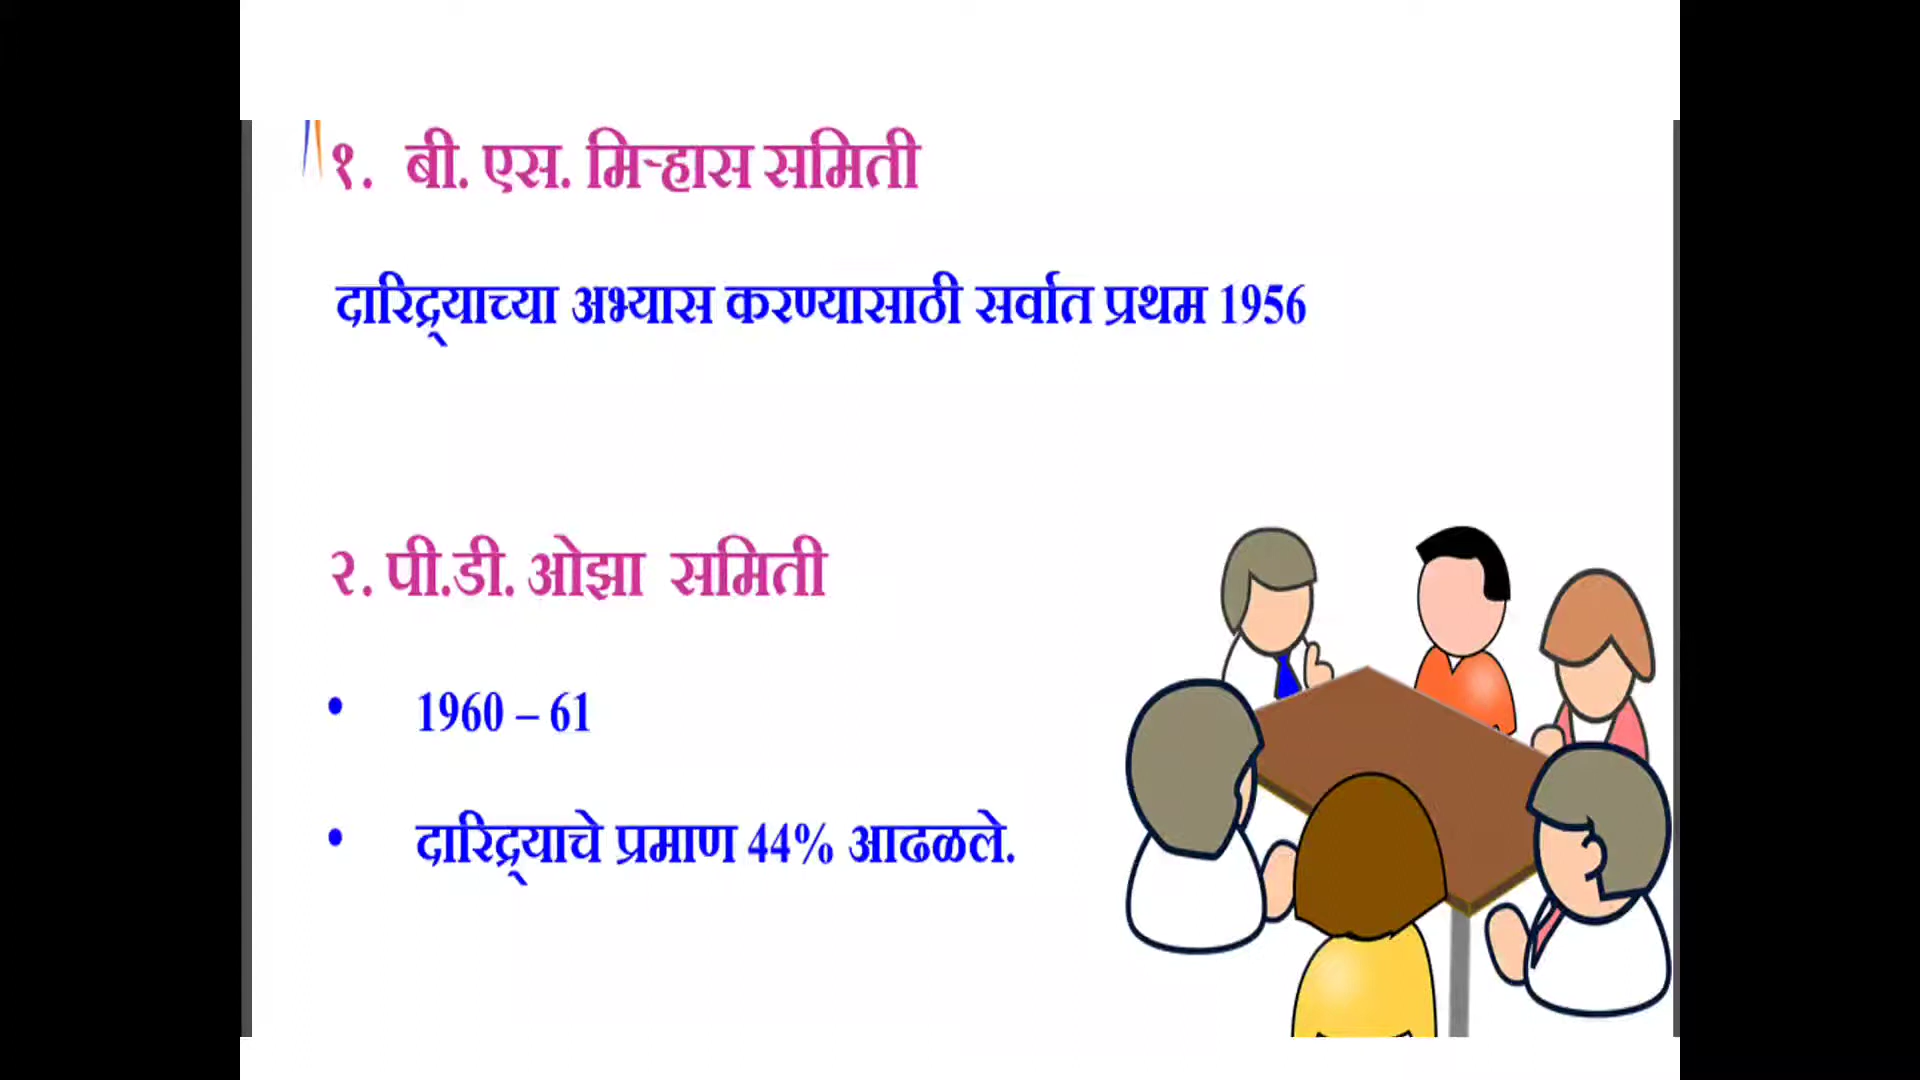 १. बी. एस. मिऱ्हास समिती
दारिद्र्याच्या अभ्यास करण्यासाठी सर्वात प्रथम 1956
२. पी.डी. ओझा समिती
• 1960 – 61
• दारिद्र्याचे प्रमाण 44% आढळले.